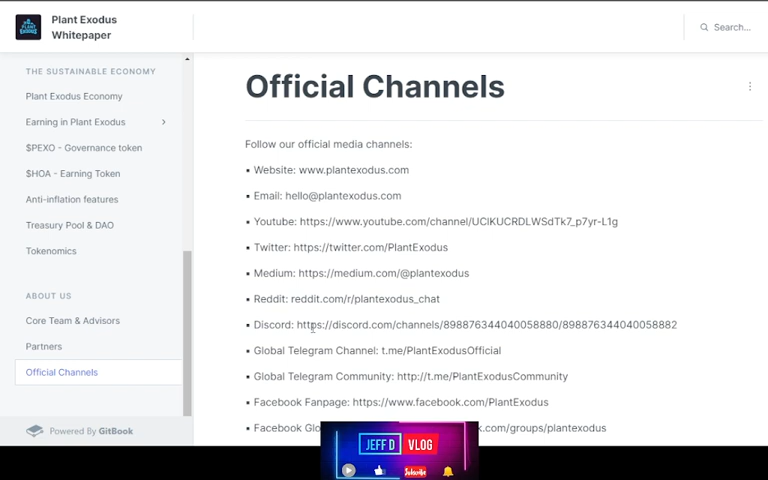 Plant Exodus
Whitepaper
Search...
THE SUSTAINABLE ECONOMY
Plant Exodus Economy
Earning in Plant Exodus
$PEXO - Governance token
$HOA - Earning Token
Anti-inflation features
Treasury Pool & DAO
Tokenomics
ABOUT US
Core Team & Advisors
Partners
Official Channels
Powered By GitBook
Official Channels
Follow our official media channels:
▪ Website: www.plantexodus.com
▪ Email: hello@plantexodus.com
▪ Youtube: https://www.youtube.com/channel/UCIKUCRDLWSdTk7_p7yr-L1g
▪ Twitter: https://twitter.com/PlantExodus
▪ Medium: https://medium.com/@plantexodus
▪ Reddit: reddit.com/r/plantexodus_chat
▪ Discord: https://discord.com/channels/898876344040058880/898876344040058882
▪ Global Telegram Channel: t.me/PlantExodusOfficial
▪ Global Telegram Community: http://t.me/PlantExodusCommunity
▪ Facebook Fanpage: https://www.facebook.com/PlantExodus
▪ Facebook Glo k.com/groups/plantexodus
JEFF D VLOG
Subscribe